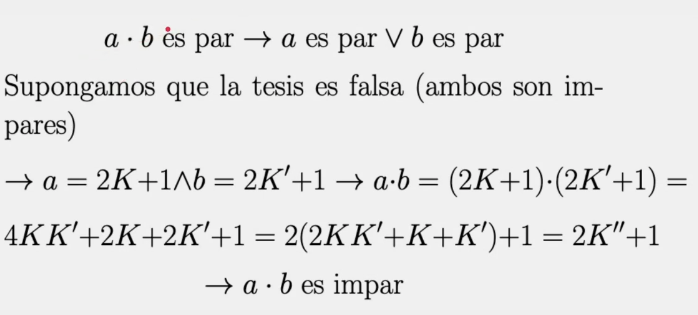 a · b es par → a es par ∨ b es par
Supongamos que la tesis es falsa (ambos son im-
pares)
→ a = 2K+1∧b = 2K′+1 → a·b = (2K+1)·(2K′+1) =
4KK′+2K+2K′+1 = 2(2KK′+K+K′)+1 = 2K″+1
→ a · b es impar